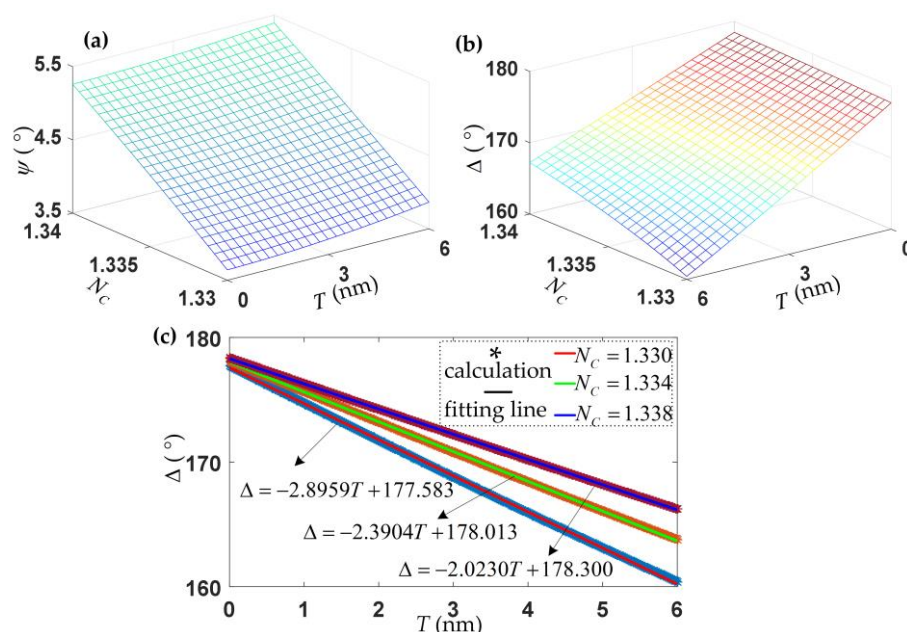 (a)
5.5
4.5
3.5
ψ ( ° )
1.34
1.335
1.33
N_C
0
3
6
T (nm)
(b)
180
170
160
Δ ( ° )
1.34
1.335
1.33
N_C
6
3
T (nm)
(c)
180
170
160
Δ ( ° )
*
calculation
fitting line
N_C = 1.330
N_C = 1.334
N_C = 1.338
Δ = −2.8959T + 177.583
Δ = −2.3904T + 178.013
Δ = −2.0230T + 178.300
0 1 2 3 4 5 6
T (nm)